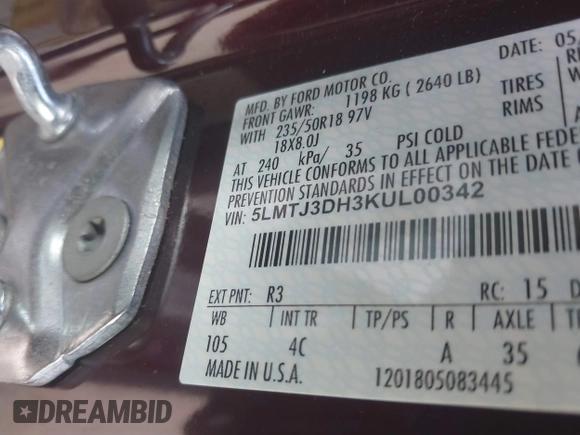 DATE: 05
MFD. BY FORD MOTOR CO.
FRONT GAWR: 1198 KG ( 2640 LB)
WITH 235/50R18 97V TIRES
18X8.0J RIMS
AT 240 kPa/ 35 PSI COLD
THIS VEHICLE CONFORMS TO ALL APPLICABLE FEDE
THEFT PREVENTION STANDARDS IN EFFECT ON THE DATE
VIN: 5LMTJ3DH3KUL00342
EXT PNT: R3 RC: 15
WB INT TR TP/PS R AXLE
105 4C A 35
MADE IN U.S.A. 1201805083445
DREAMBID